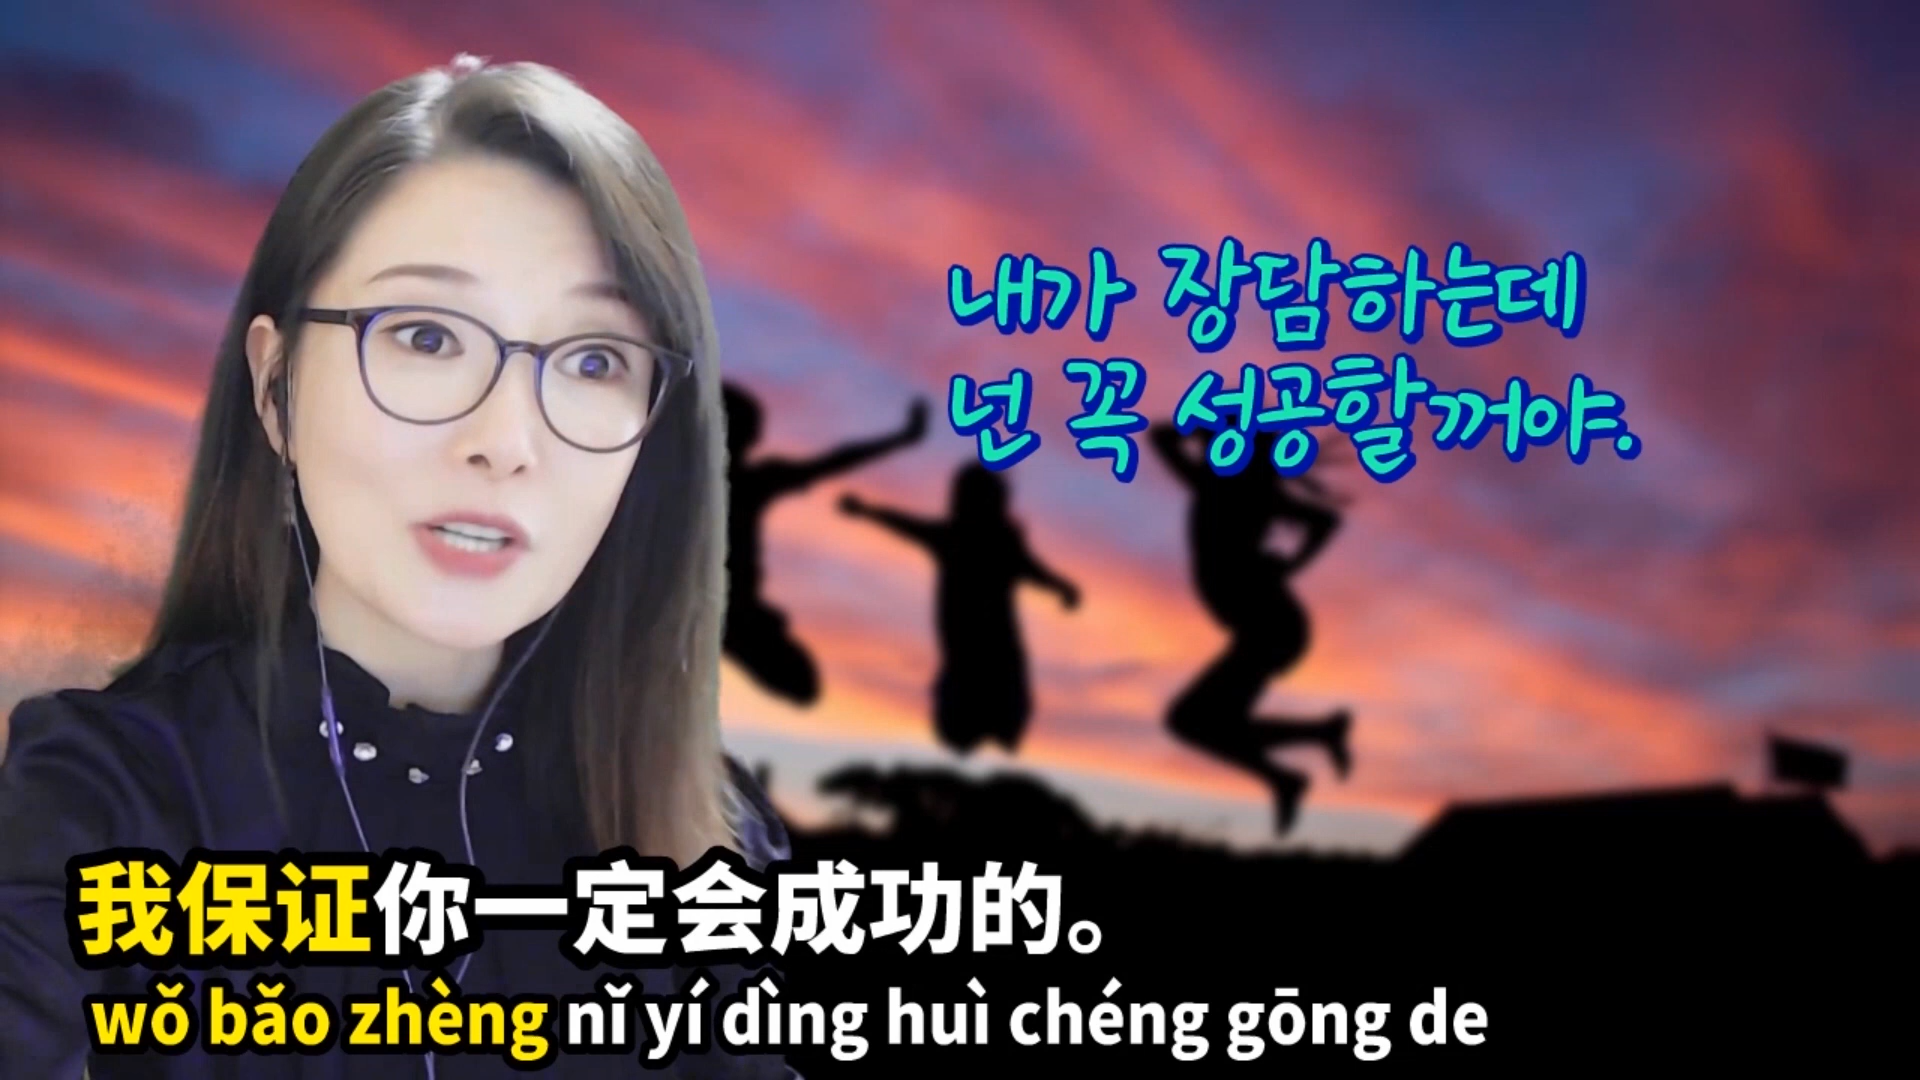 내가 장담하는데
넌 꼭 성공할꺼야.
我保证你一定会成功的。
wǒ bǎo zhèng nǐ yí dìng huì chéng gōng de